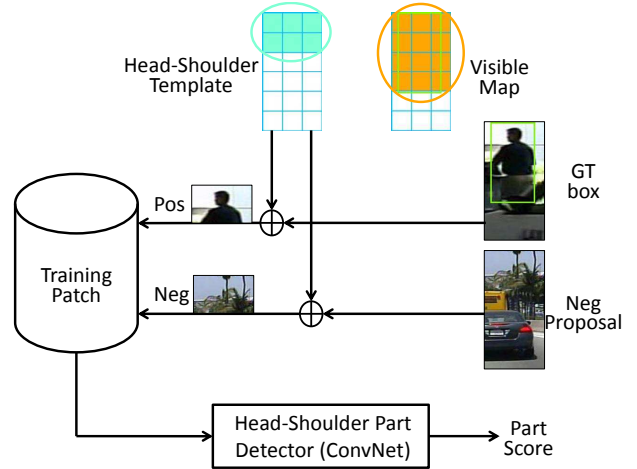 Head-Shoulder
Template
Visible
Map
GT
box
Pos
Training
Patch
Neg
Neg
Proposal
Head-Shoulder Part
Detector (ConvNet)
Part
Score